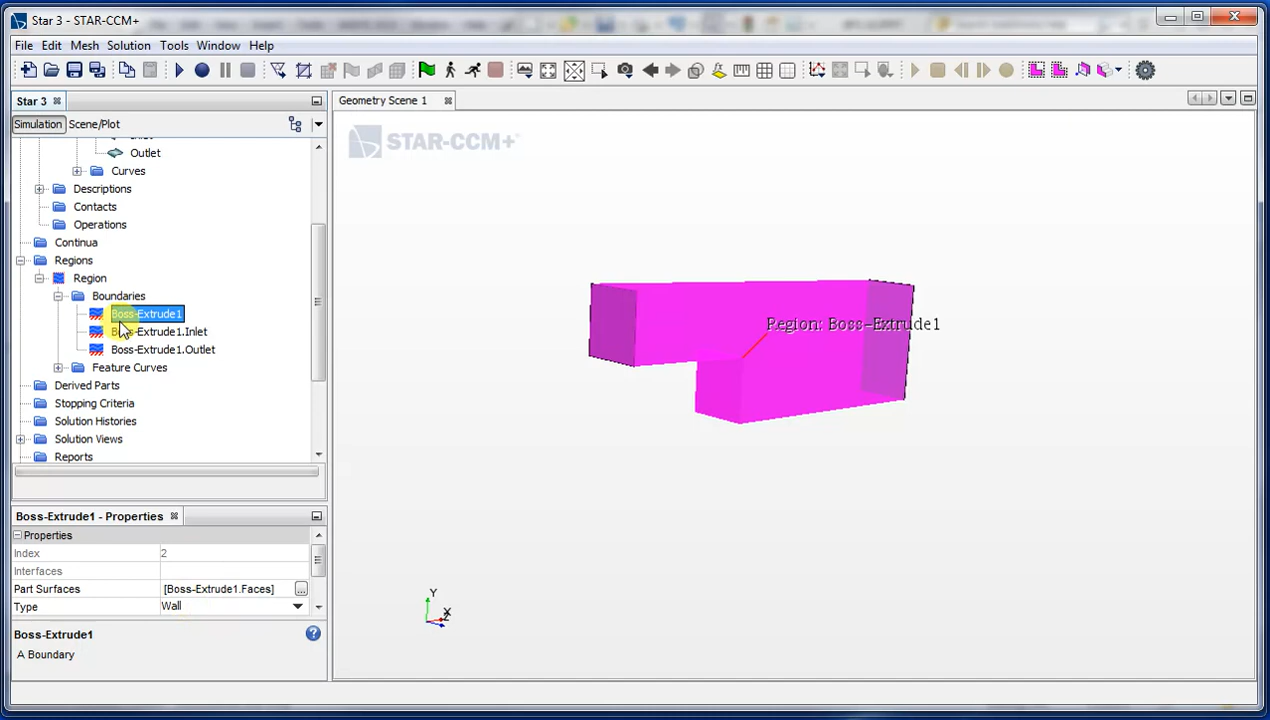 Star 3 - STAR-CCM+
File Edit Mesh Solution Tools Window Help
Star 3
Geometry Scene 1
Simulation Scene/Plot
STAR-CCM+
Outlet
Curves
Descriptions
Contacts
Operations
Continua
Regions
Region
Boundaries
Boss-Extrude1
Boss-Extrude1.Inlet
Boss-Extrude1.Outlet
Feature Curves
Derived Parts
Stopping Criteria
Solution Histories
Solution Views
Reports
Region: Boss-Extrude1
Boss-Extrude1 - Properties
Properties
Index 2
Interfaces
Part Surfaces [Boss-Extrude1.Faces] ...
Type Wall
Boss-Extrude1
A Boundary
Y
X
Z